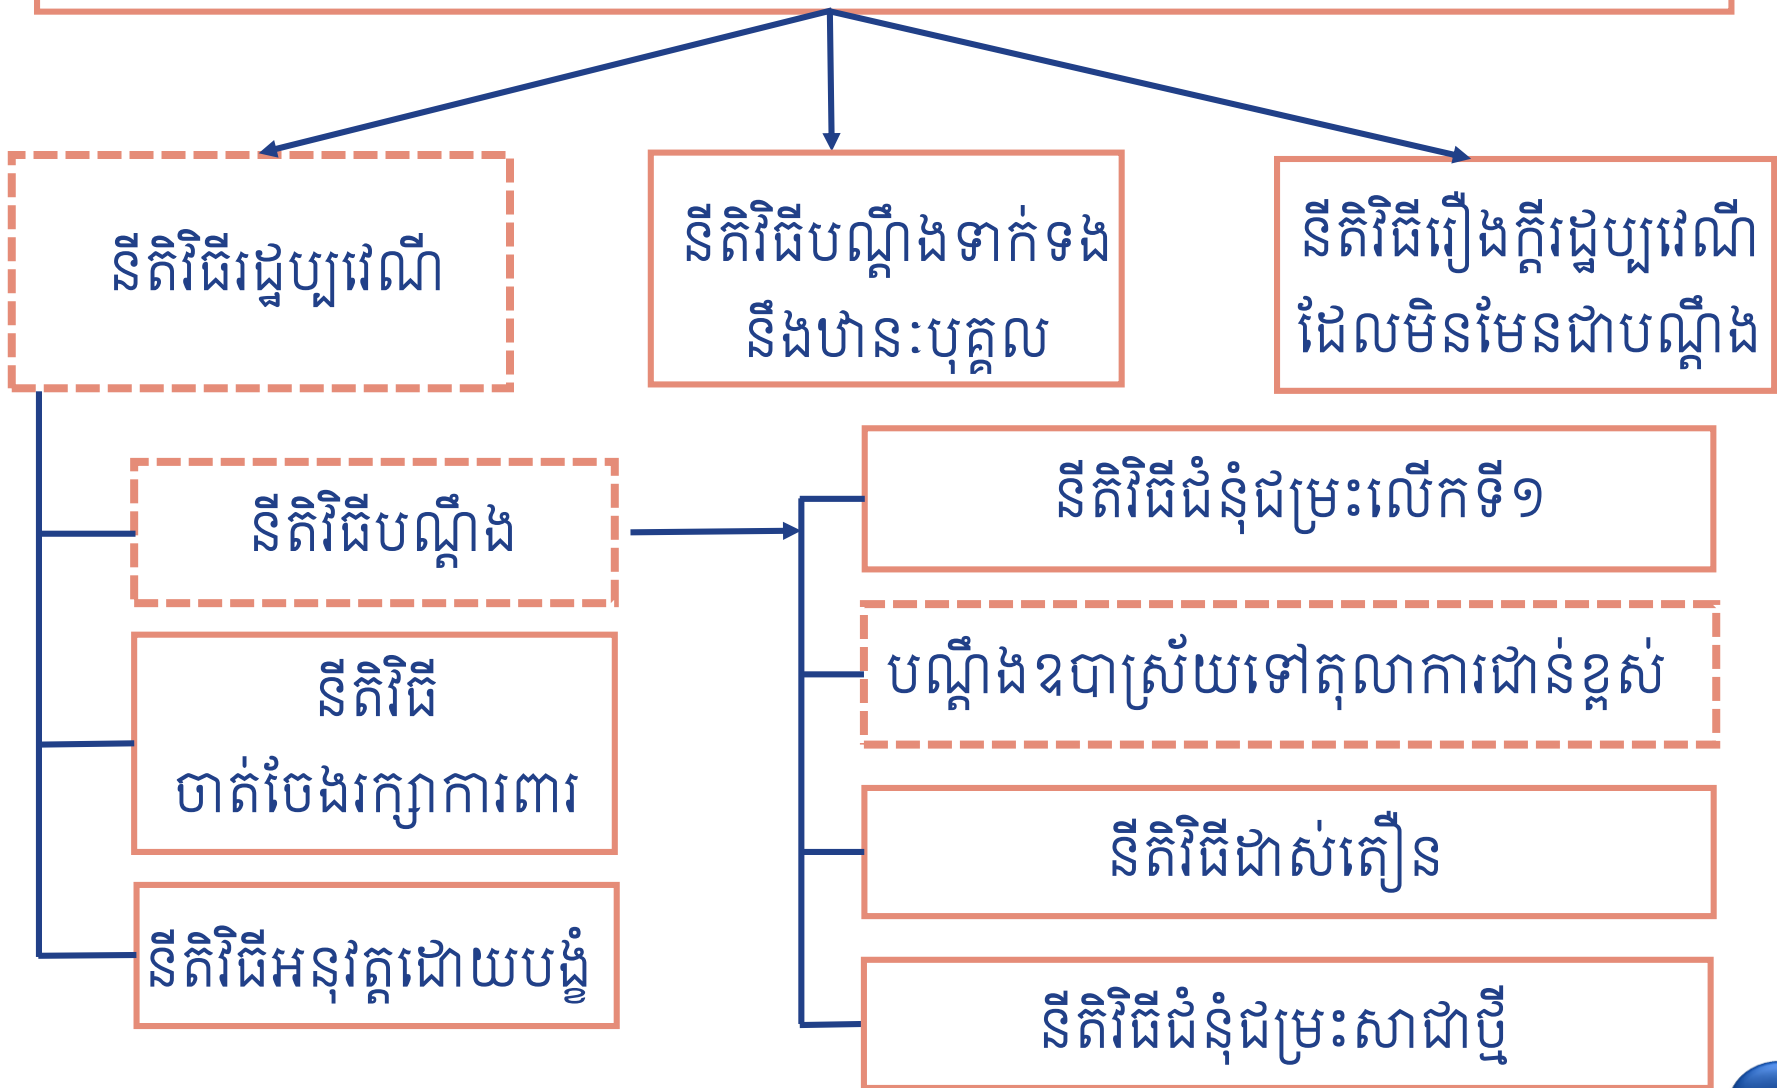 នីតិវិធីរដ្ឋប្បវេណី
នីតិវិធីបណ្តឹងទាក់ទង
នឹងឋានៈបុគ្គល
នីតិវិធីរឿងក្តីរដ្ឋប្បវេណី
ដែលមិនមែនជាបណ្តឹង
នីតិវិធីបណ្តឹង
នីតិវិធី
ចាត់ចែងរក្សាការពារ
នីតិវិធីអនុវត្តដោយបង្ខំ
នីតិវិធីជំនុំជម្រះលើកទី១
បណ្តឹងឧបាស្រ័យទៅតុលាការជាន់ខ្ពស់
នីតិវិធីដាស់តឿន
នីតិវិធីជំនុំជម្រះសាជាថ្មី